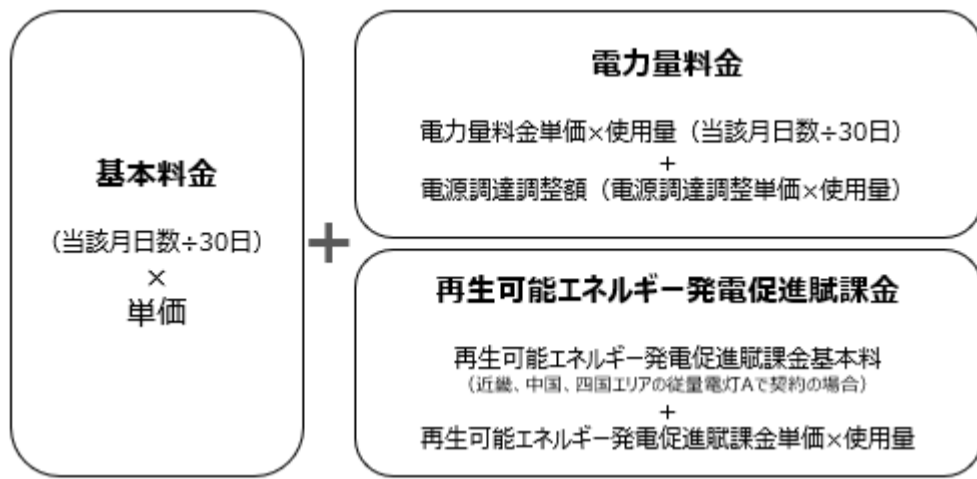 基本料金
（当該月日数÷30日）
×
単価
+
電力量料金
電力量料金単価×使用量（当該月日数÷30日）
+
電源調達調整額（電源調達調整単価×使用量）
再生可能エネルギー発電促進賦課金
再生可能エネルギー発電促進賦課金基本料
（近畿、中国、四国エリアの従量電灯Aで契約の場合）
+
再生可能エネルギー発電促進賦課金単価×使用量